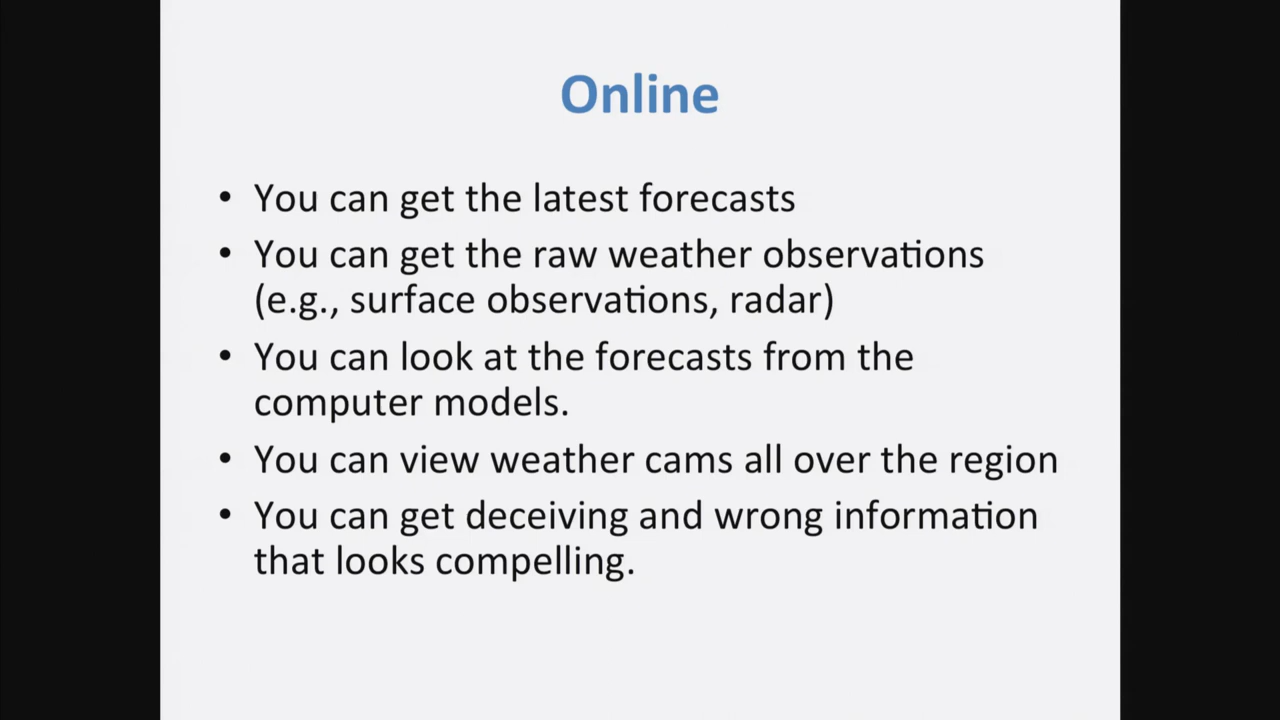 Online
• You can get the latest forecasts
• You can get the raw weather observations
(e.g., surface observations, radar)
• You can look at the forecasts from the
computer models.
• You can view weather cams all over the region
• You can get deceiving and wrong information
that looks compelling.